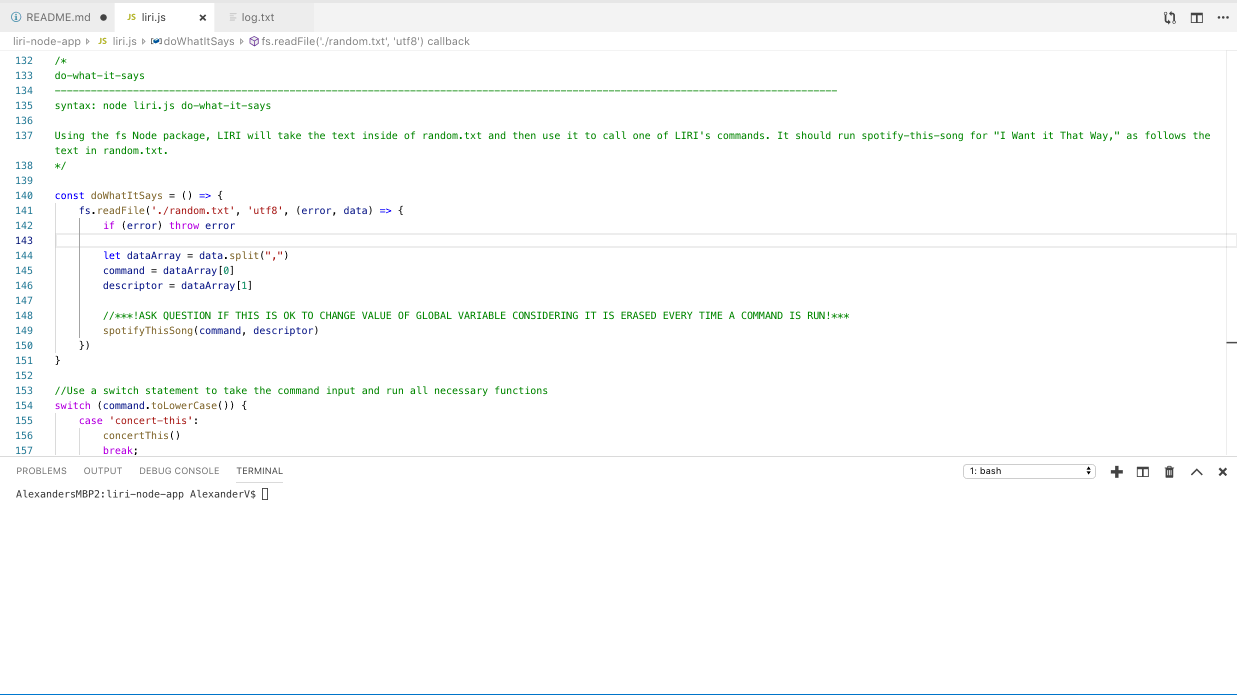 README.md ●
JS liri.js ×
log.txt
liri-node-app ▸ JS liri.js ▸ doWhatItSays ▸ fs.readFile('./random.txt', 'utf8') callback
132 /*
133 do-what-it-says
134 ----------------------------------------------------------------------------------------------------------------------------------
135 syntax: node liri.js do-what-it-says
136
137 Using the fs Node package, LIRI will take the text inside of random.txt and then use it to call one of LIRI's commands. It should run spotify-this-song for "I Want it That Way," as follows the
text in random.txt.
138 */
139
140 const doWhatItSays = () => {
141 fs.readFile('./random.txt', 'utf8', (error, data) => {
142 if (error) throw error
143
144 let dataArray = data.split(",")
145 command = dataArray[0]
146 descriptor = dataArray[1]
147
148 //***!ASK QUESTION IF THIS IS OK TO CHANGE VALUE OF GLOBAL VARIABLE CONSIDERING IT IS ERASED EVERY TIME A COMMAND IS RUN!***
149 spotifyThisSong(command, descriptor)
150 })
151 }
152
153 //Use a switch statement to take the command input and run all necessary functions
154 switch (command.toLowerCase()) {
155 case 'concert-this':
156 concertThis()
157 break;
PROBLEMS OUTPUT DEBUG CONSOLE TERMINAL 1: bash
AlexandersMBP2:liri-node-app AlexanderV$